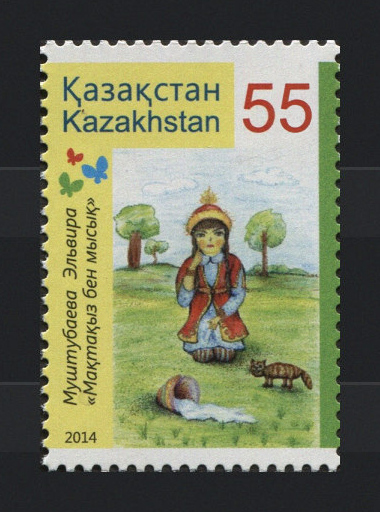 Қазақстан
Kazakhstan
55
Муштубаева Эльвира
«Мақтақыз бен мысық»
2014